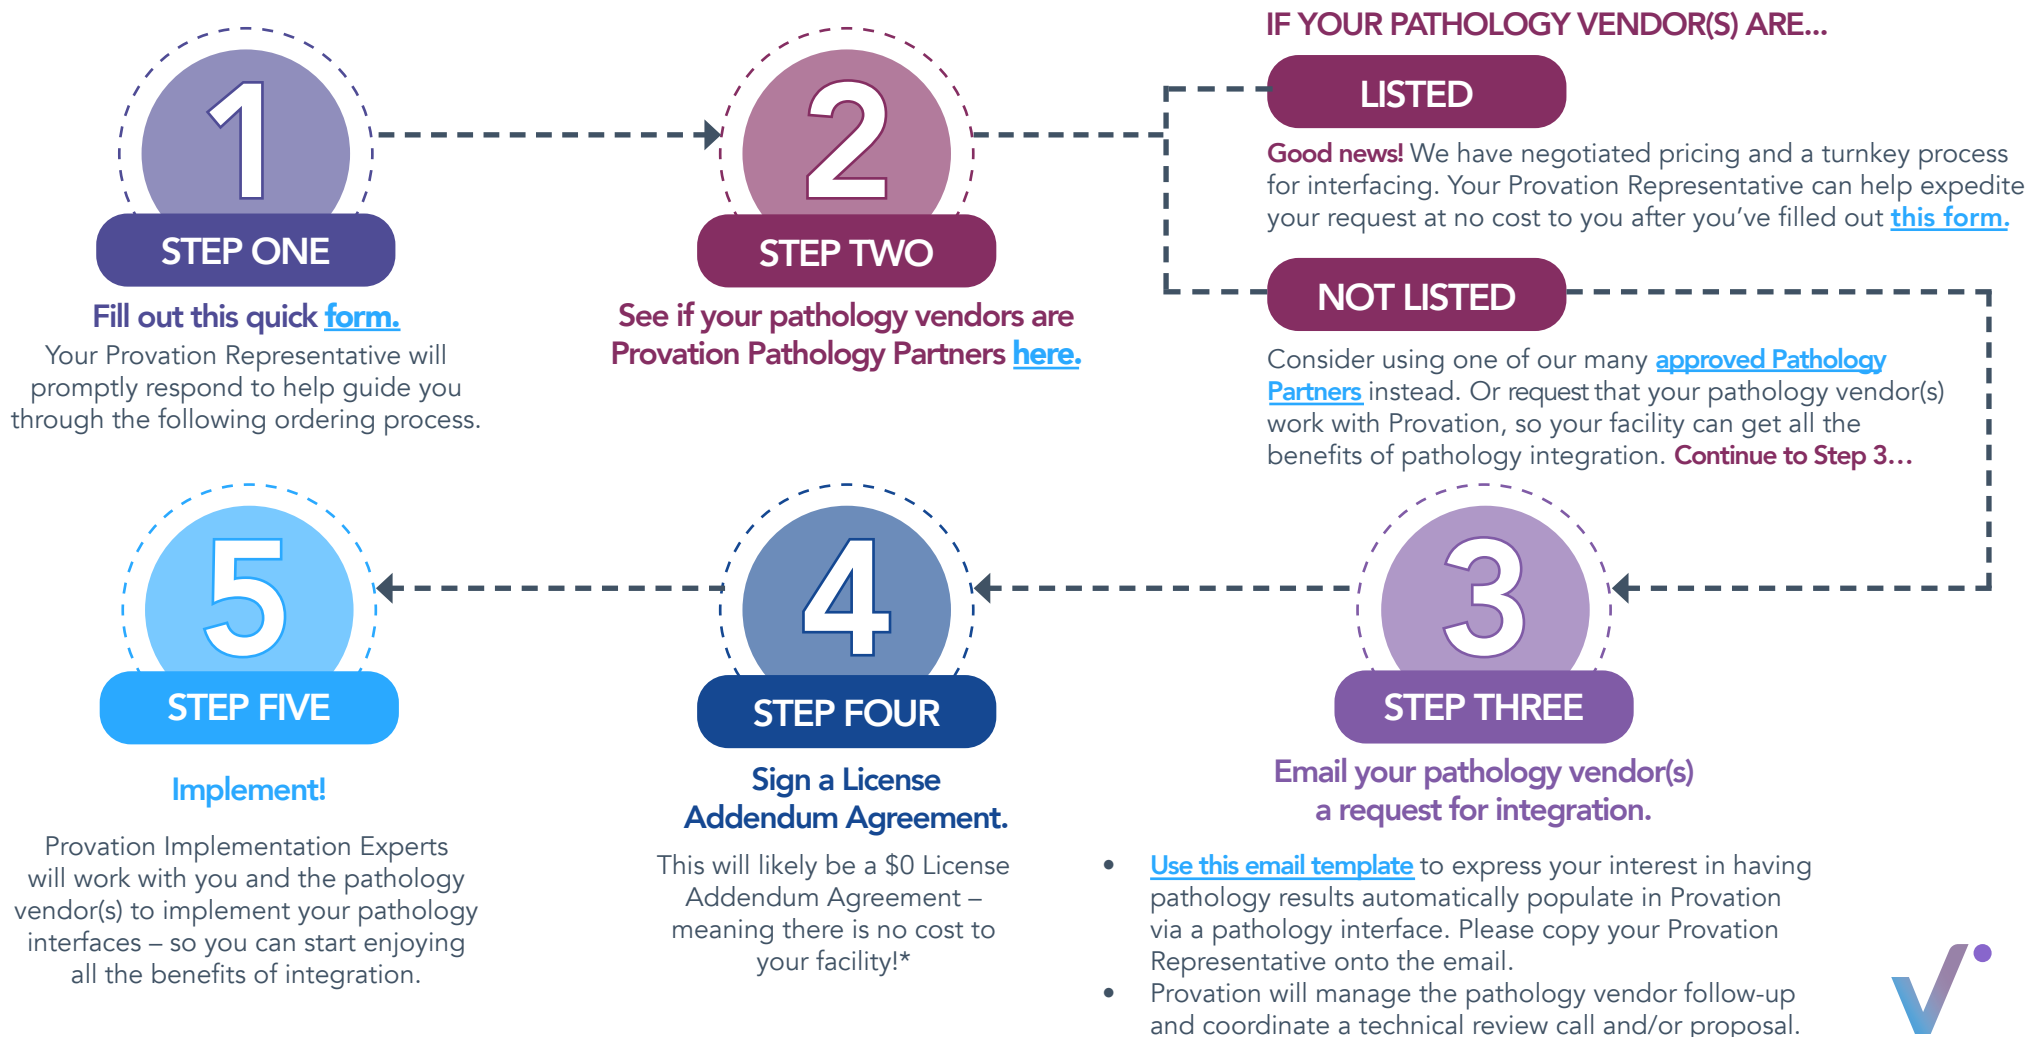 1
STEP ONE
Fill out this quick form.
Your Provation Representative will
promptly respond to help guide you
through the following ordering process.
2
STEP TWO
See if your pathology vendors are
Provation Pathology Partners here.
IF YOUR PATHOLOGY VENDOR(S) ARE...
LISTED
Good news! We have negotiated pricing and a turnkey process
for interfacing. Your Provation Representative can help expedite
your request at no cost to you after you’ve filled out this form.
NOT LISTED
Consider using one of our many approved Pathology
Partners instead. Or request that your pathology vendor(s)
work with Provation, so your facility can get all the
benefits of pathology integration. Continue to Step 3…
3
STEP THREE
Email your pathology vendor(s)
a request for integration.
• Use this email template to express your interest in having
pathology results automatically populate in Provation
via a pathology interface. Please copy your Provation
Representative onto the email.
• Provation will manage the pathology vendor follow-up
and coordinate a technical review call and/or proposal.
4
STEP FOUR
Sign a License
Addendum Agreement.
This will likely be a $0 License
Addendum Agreement –
meaning there is no cost to
your facility!*
5
STEP FIVE
Implement!
Provation Implementation Experts
will work with you and the pathology
vendor(s) to implement your pathology
interfaces – so you can start enjoying
all the benefits of integration.